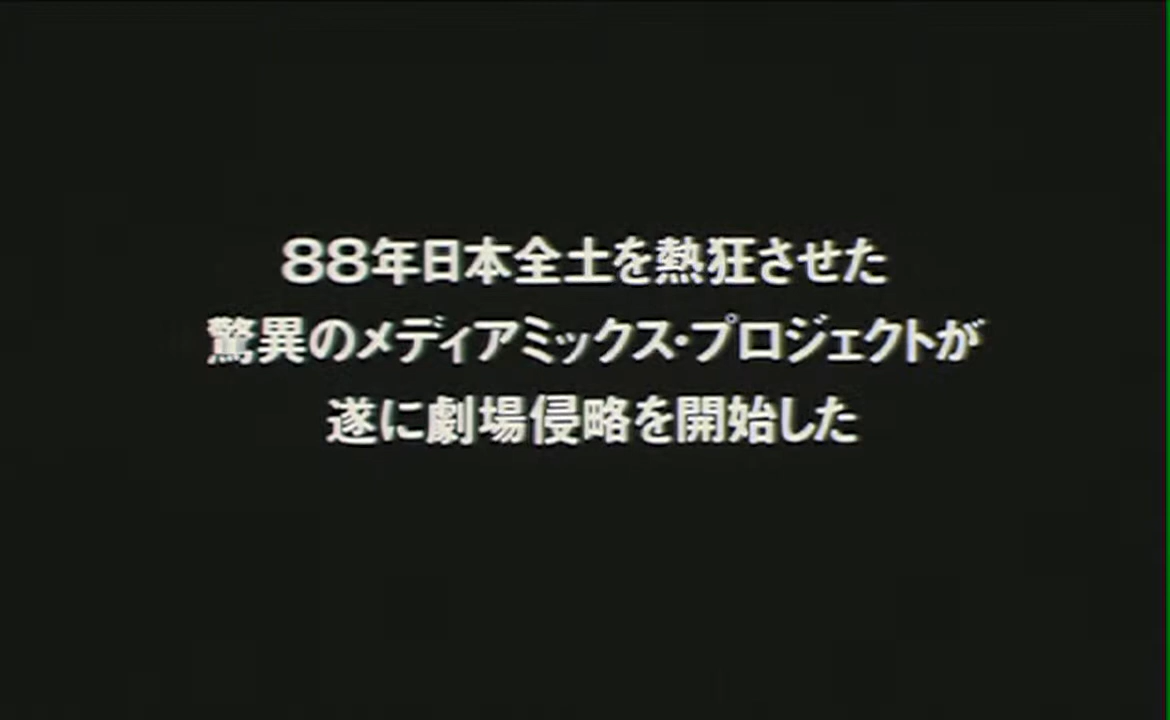 88年日本全土を熱狂させた
驚異のメディアミックス・プロジェクトが
遂に劇場侵略を開始した